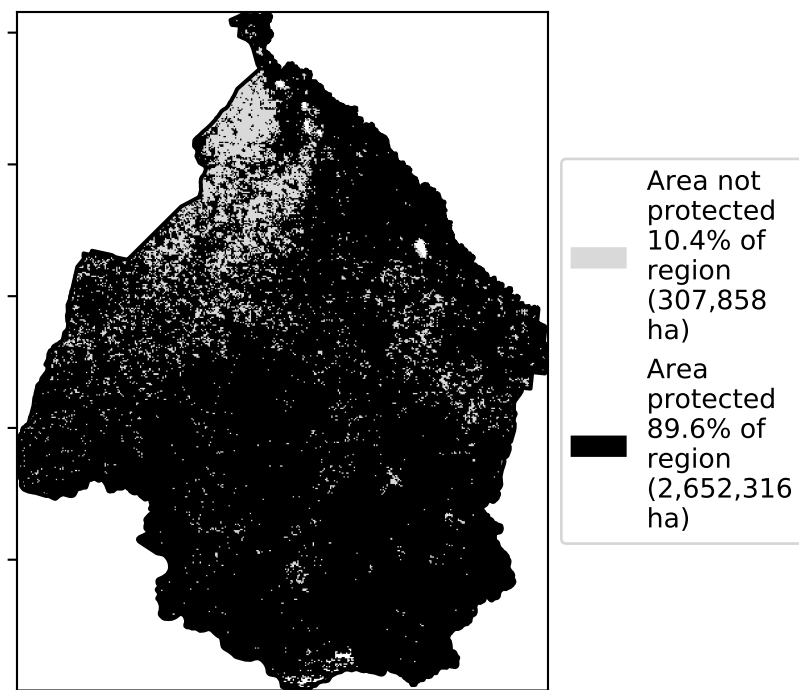 Area not
protected
10.4% of
region
(307,858
ha)
Area
protected
89.6% of
region
(2,652,316
ha)